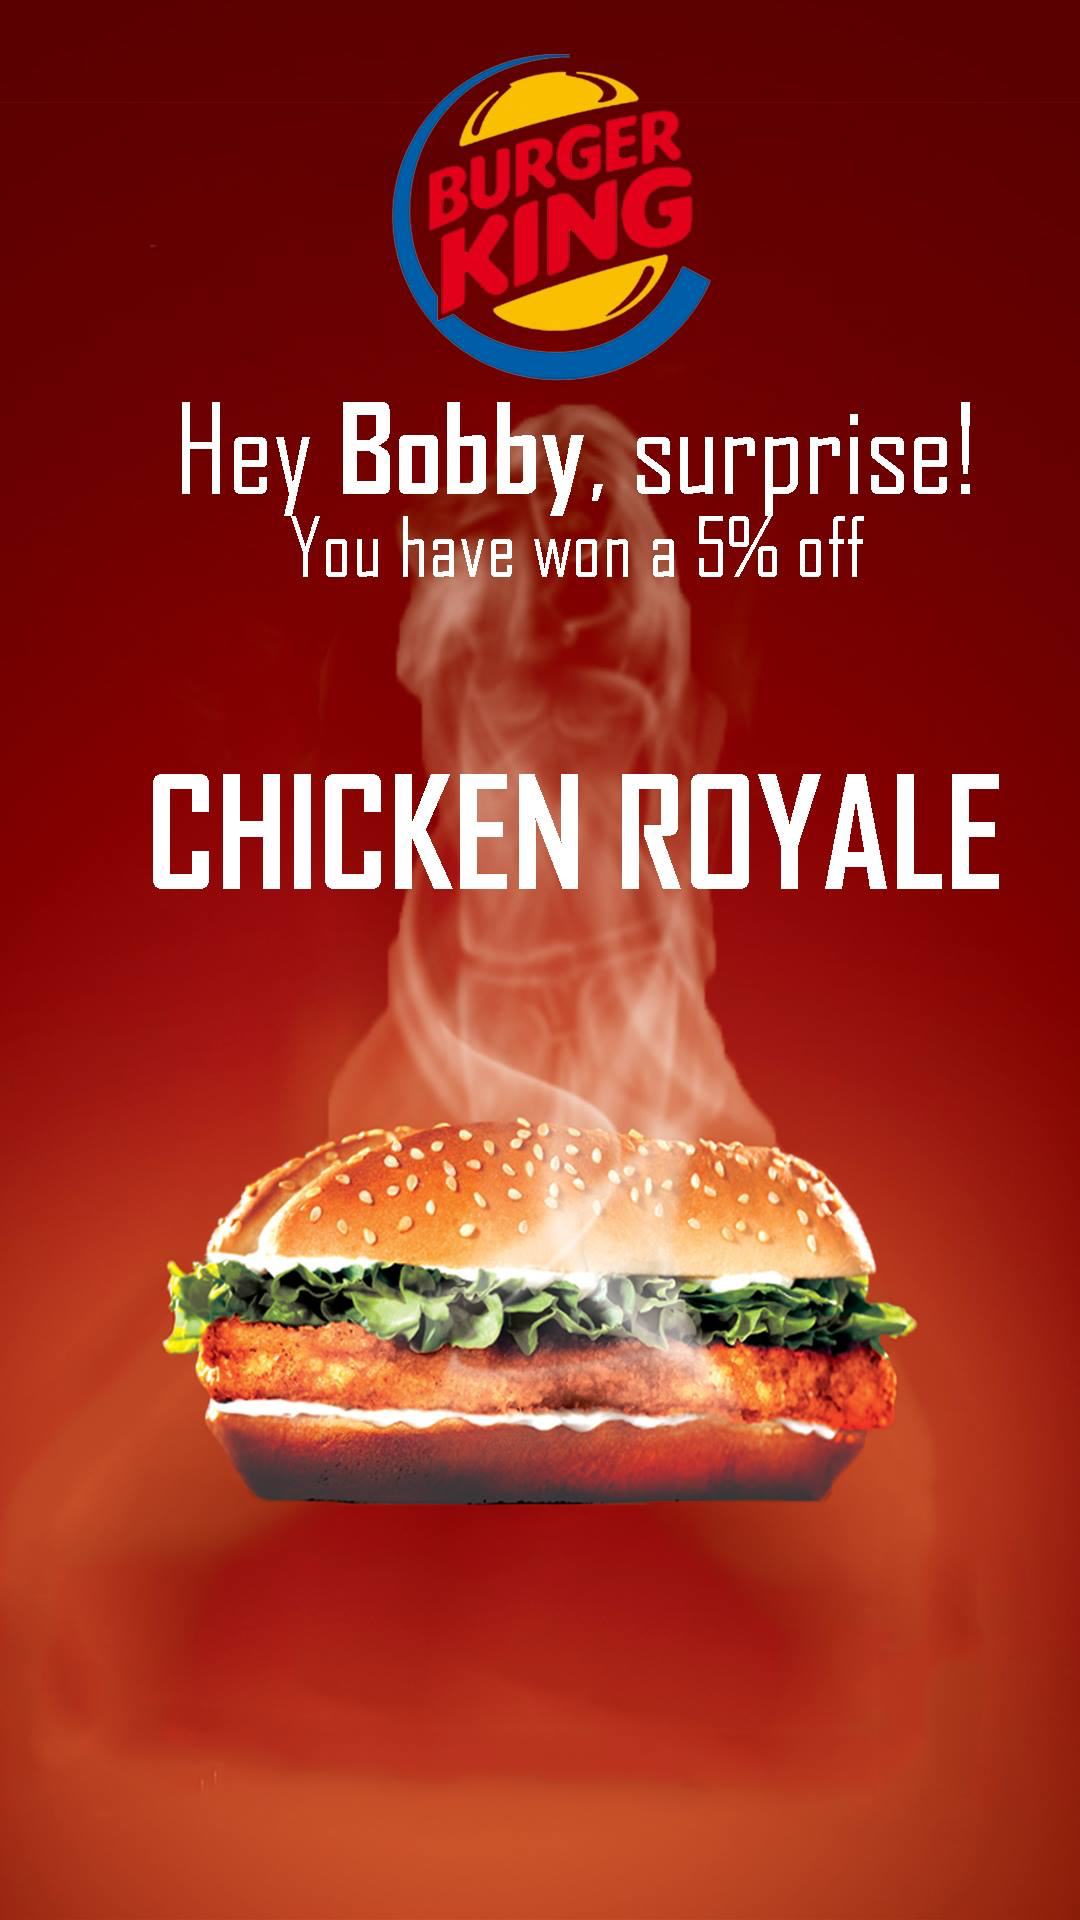 BURGER
KING
Hey Bobby, surprise!
You have won a 5% off
CHICKEN ROYALE